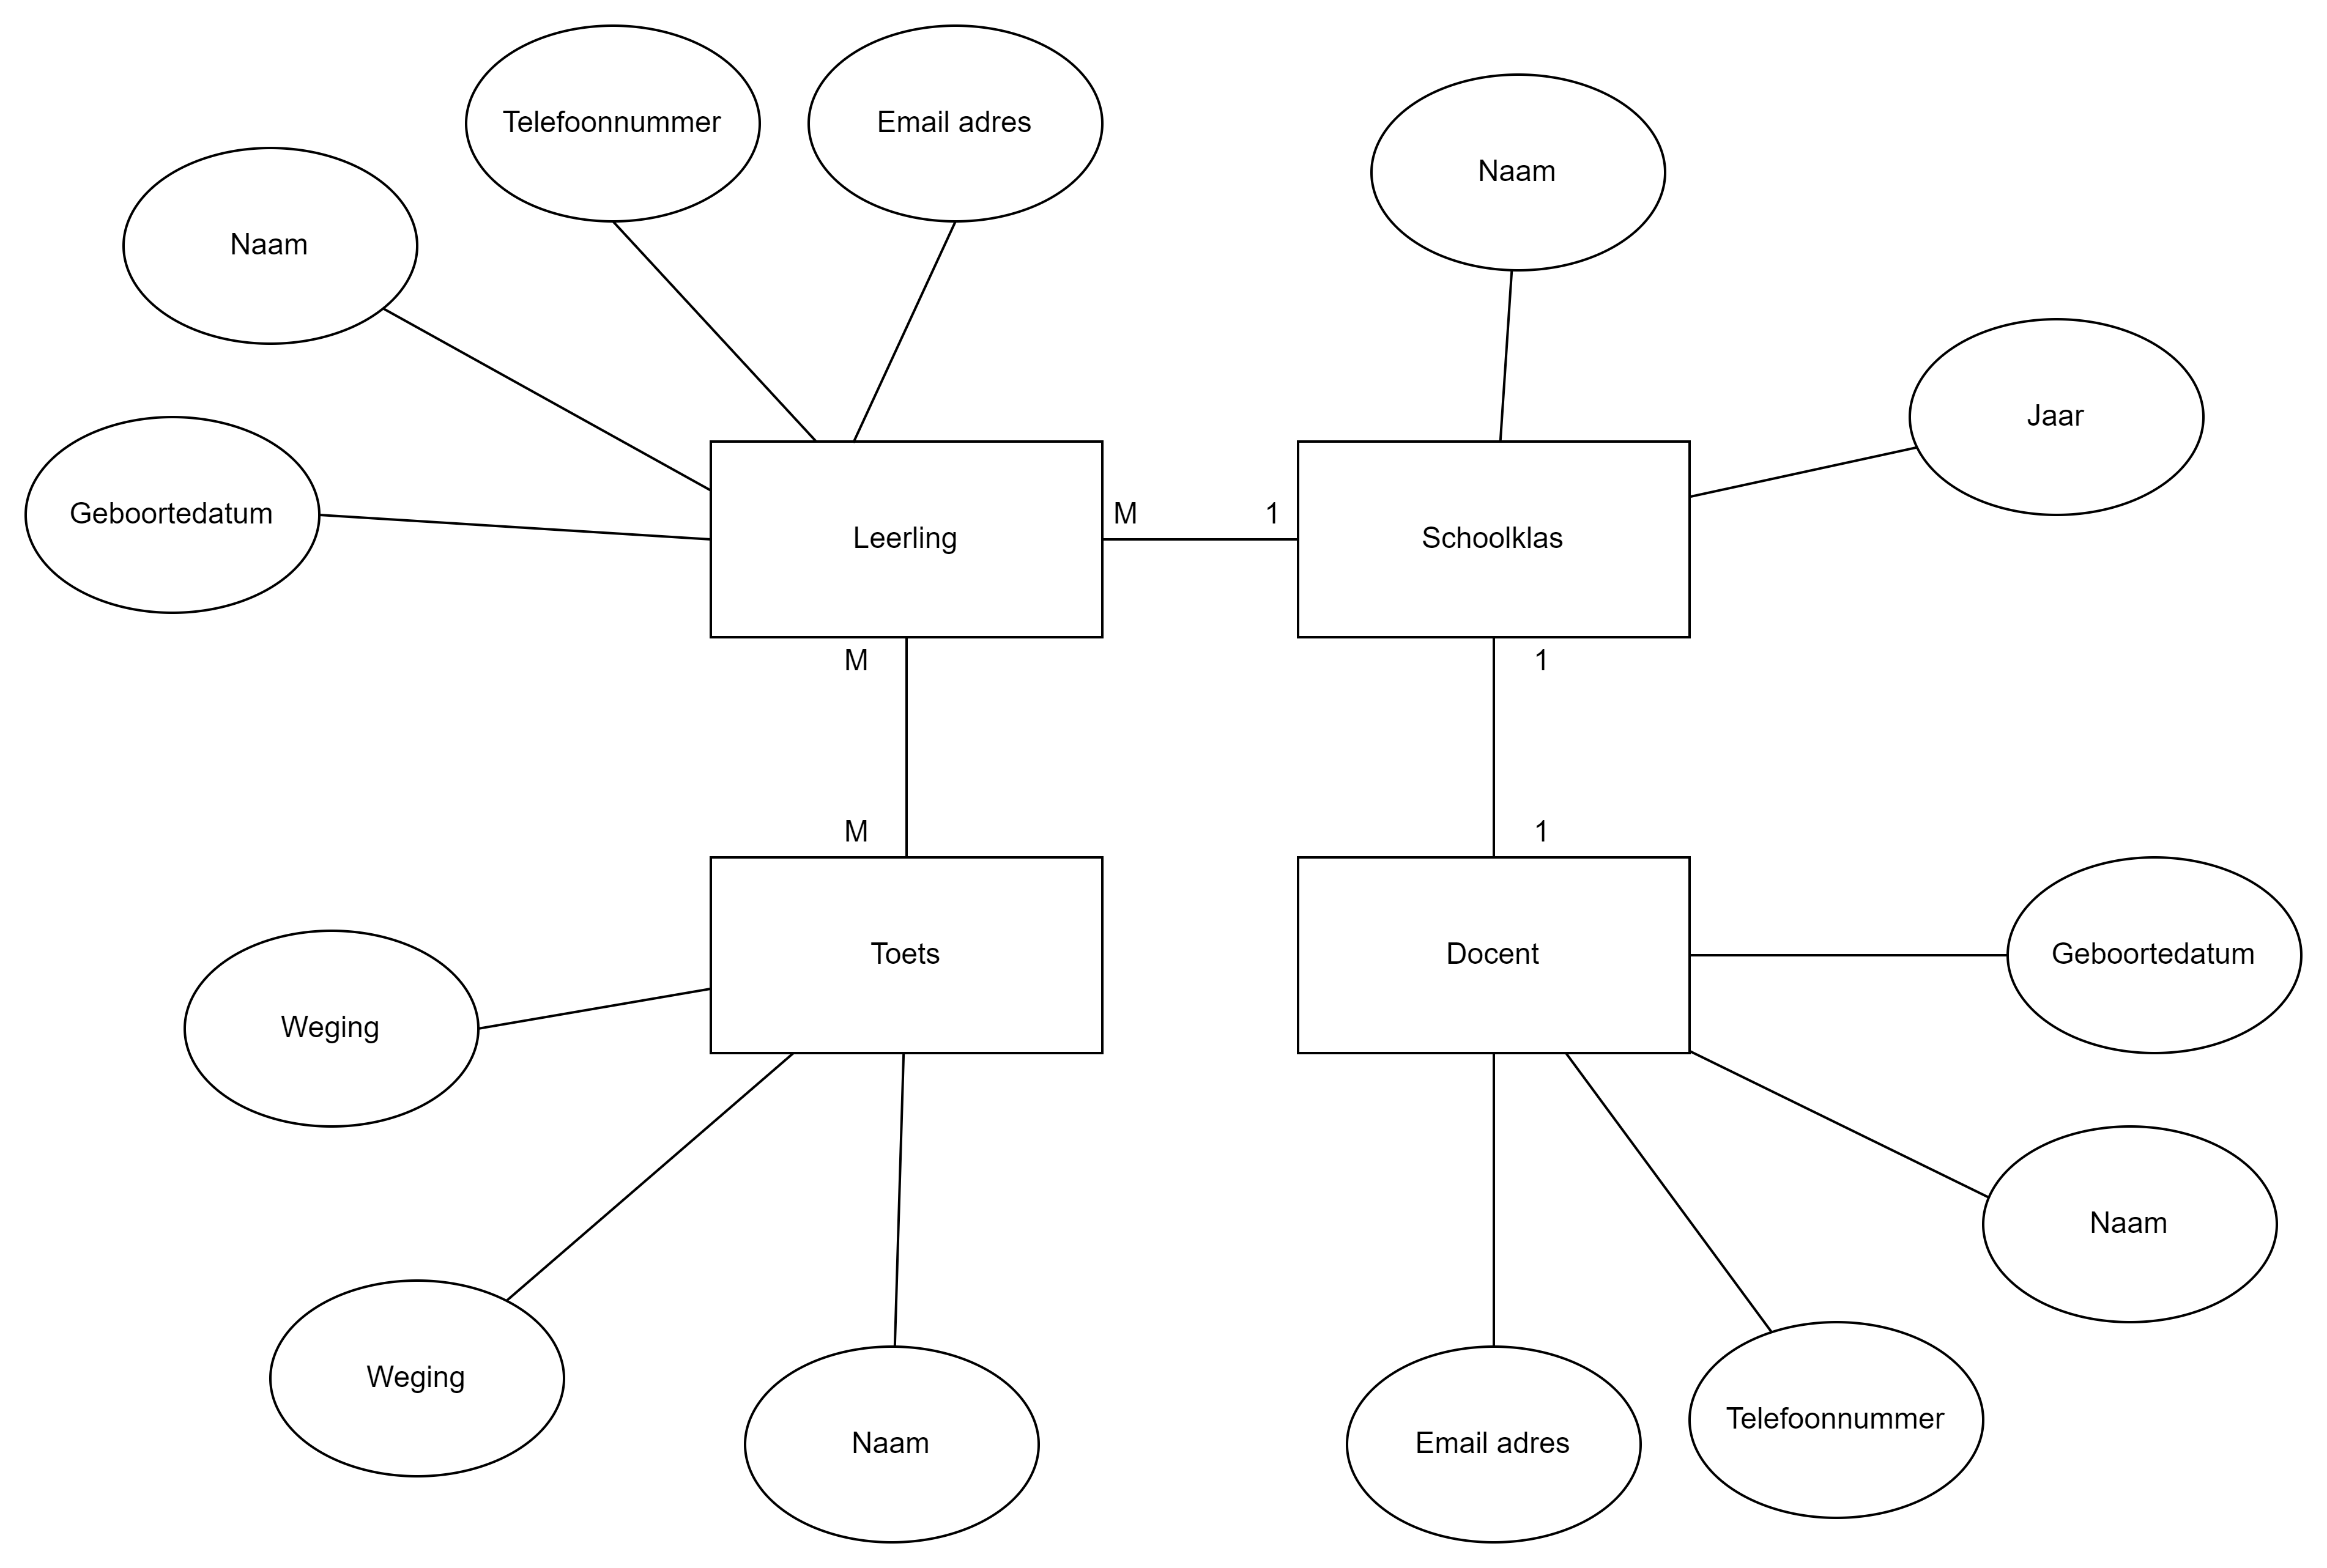 Telefoonnummer
Email adres
Naam
Naam
Jaar
Geboortedatum
Leerling
M
1
Schoolklas
M
1
M
1
Toets
Docent
Geboortedatum
Weging
Naam
Weging
Naam
Email adres
Telefoonnummer